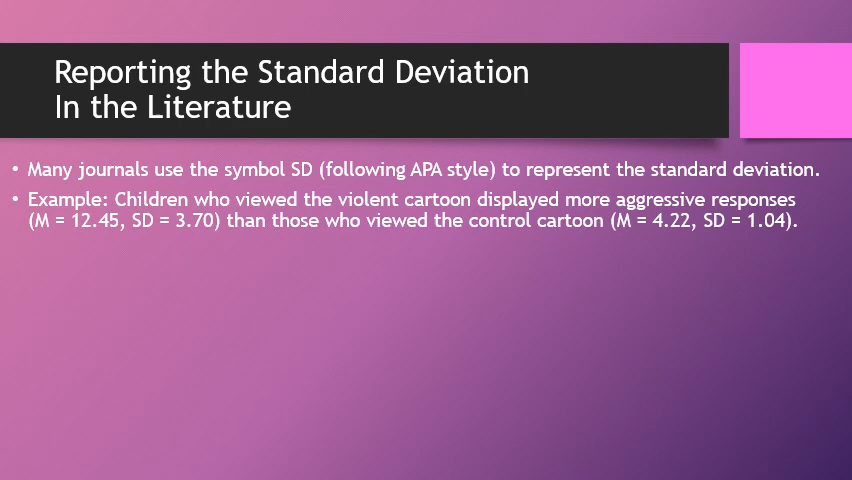 Reporting the Standard Deviation
In the Literature
• Many journals use the symbol SD (following APA style) to represent the standard deviation.
• Example: Children who viewed the violent cartoon displayed more aggressive responses
(M = 12.45, SD = 3.70) than those who viewed the control cartoon (M = 4.22, SD = 1.04).